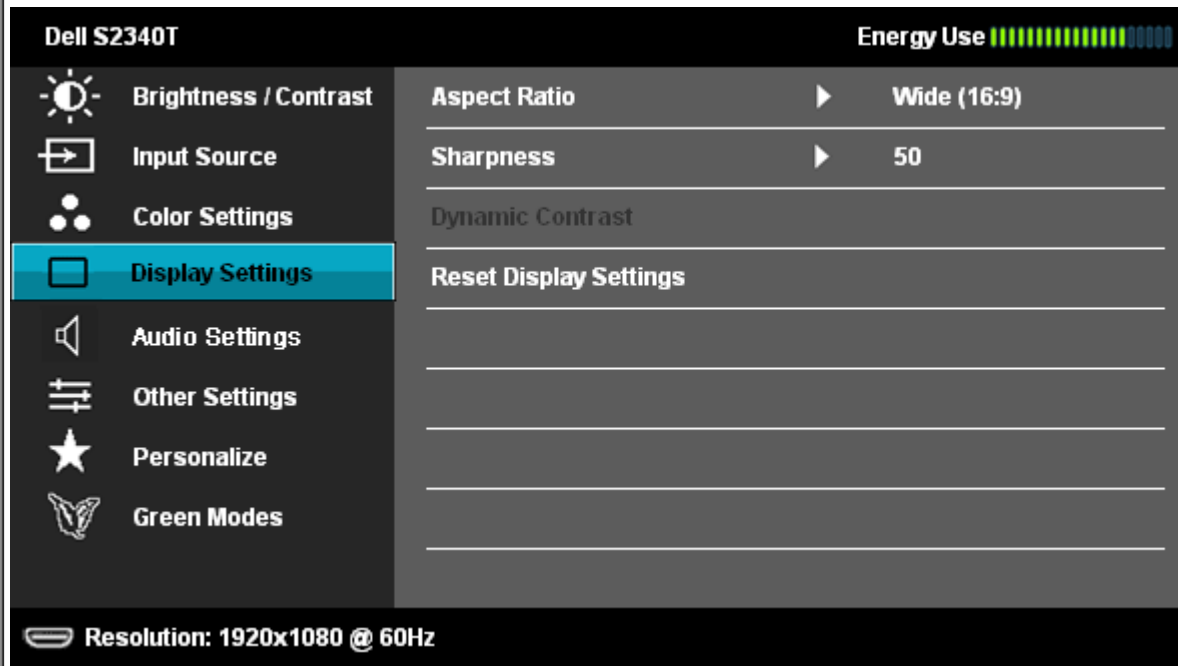 Dell S2340T Energy Use
Brightness / Contrast
Input Source
Color Settings
Display Settings
Audio Settings
Other Settings
Personalize
Green Modes
Aspect Ratio Wide (16:9)
Sharpness 50
Dynamic Contrast
Reset Display Settings
Resolution: 1920x1080 @ 60Hz